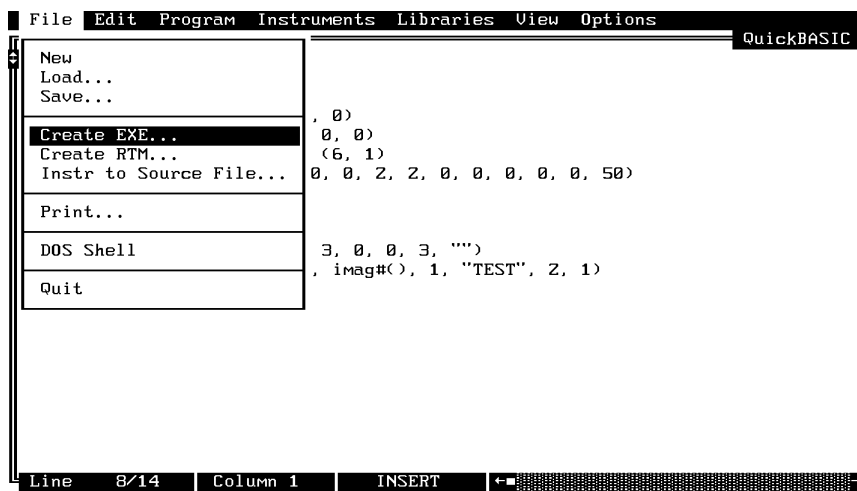 File Edit Program Instruments Libraries View Options
QuickBASIC
New
Load...
Save...
, 0)
Create EXE... 0, 0)
Create RTM... (6, 1)
Instr to Source File... 0, 0, 2, 2, 0, 0, 0, 0, 0, 50)
Print...
DOS Shell 3, 0, 0, 3, "")
, imag#(), 1, "TEST", 2, 1)
Quit
Line 8/14 Column 1 INSERT